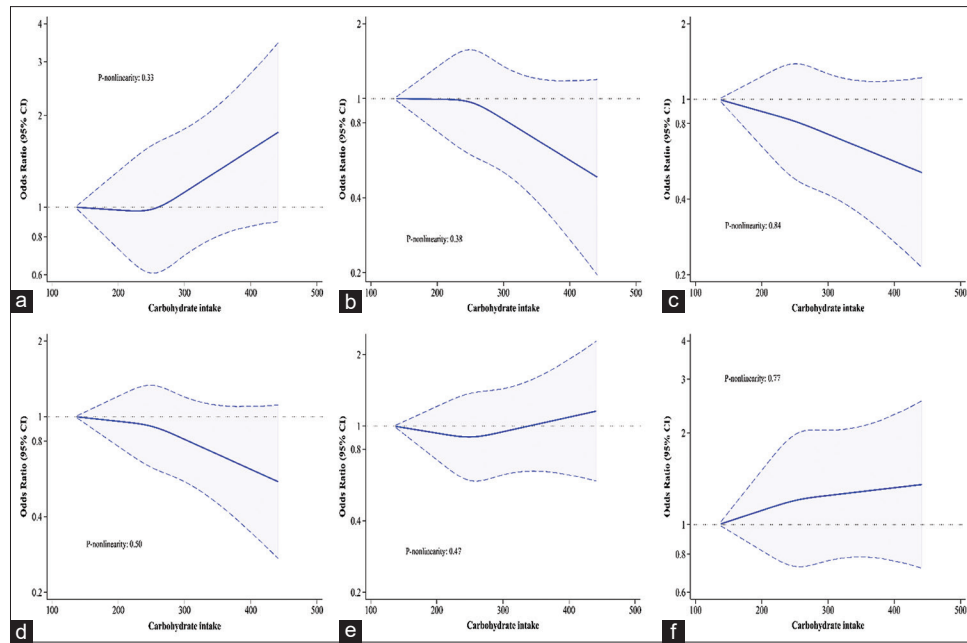 4
3
2
1
0.8
0.6
Odds Ratio (95% CI)
P-nonlinearity: 0.33
100 200 300 400 500
Carbohydrate intake
a
2
1
0.8
0.4
0.2
Odds Ratio (95% CI)
P-nonlinearity: 0.38
100 200 300 400 500
Carbohydrate intake
b
2
1
0.8
0.4
0.2
Odds Ratio (95% CI)
P-nonlinearity: 0.84
100 200 300 400 500
Carbohydrate intake
c
2
1
0.8
0.4
0.2
Odds Ratio (95% CI)
P-nonlinearity: 0.50
100 200 300 400 500
Carbohydrate intake
d
2
1
0.8
0.4
0.2
Odds Ratio (95% CI)
P-nonlinearity: 0.47
100 200 300 400 500
Carbohydrate intake
e
4
3
2
1
0.8
0.6
Odds Ratio (95% CI)
P-nonlinearity: 0.77
100 200 300 400 500
Carbohydrate intake
f